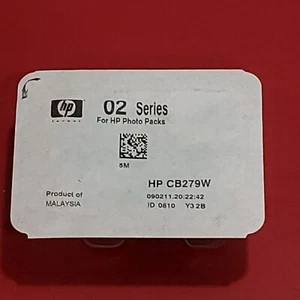 hp
invent
02 Series
For HP Photo Packs
5M
HP CB279W
Product of
MALAYSIA
090211.20:22:42
ID 0810 Y3 2B